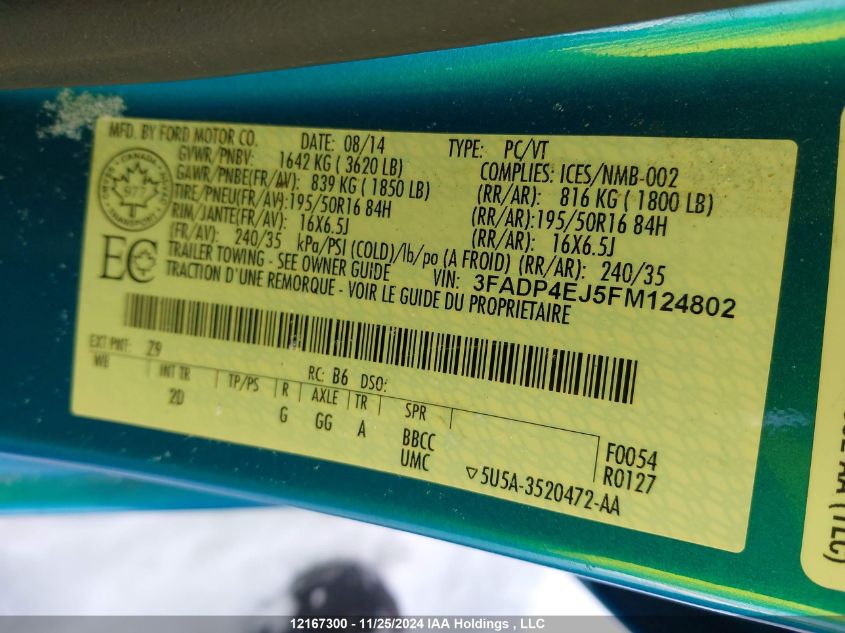 MFD. BY FORD MOTOR CO. DATE: 08/14 TYPE: PC/VT
GVWR/PNBV: 1642 KG ( 3620 LB) COMPLIES: ICES/NMB-002
GAWR/PNBE(FR/AV): 839 KG ( 1850 LB) (RR/AR): 816 KG ( 1800 LB)
TIRE/PNEU(FR/AV):195/50R16 84H (RR/AR):195/50R16 84H
RIM/JANTE(FR/AV): 16X6.5J (RR/AR): 16X6.5J
(FR/AV): 240/35 kPa/PSI (COLD)/lb/po (A FROID) (RR/AR): 240/35
TRAILER TOWING - SEE OWNER GUIDE VIN: 3FADP4EJ5FM124802
TRACTION D'UNE REMORQUE - VOIR LE GUIDE DU PROPRIETAIRE
CANADA
977
TRANSPORT
EC
EXT PNT: Z9 RC: B6 DSO:
WB INT TR TP/PS R AXLE TR SPR
2D G GG A BBCC F0054
UMC R0127
▽5U5A-3520472-AA
AA (TEC)
12167300 - 11/25/2024 IAA Holdings , LLC